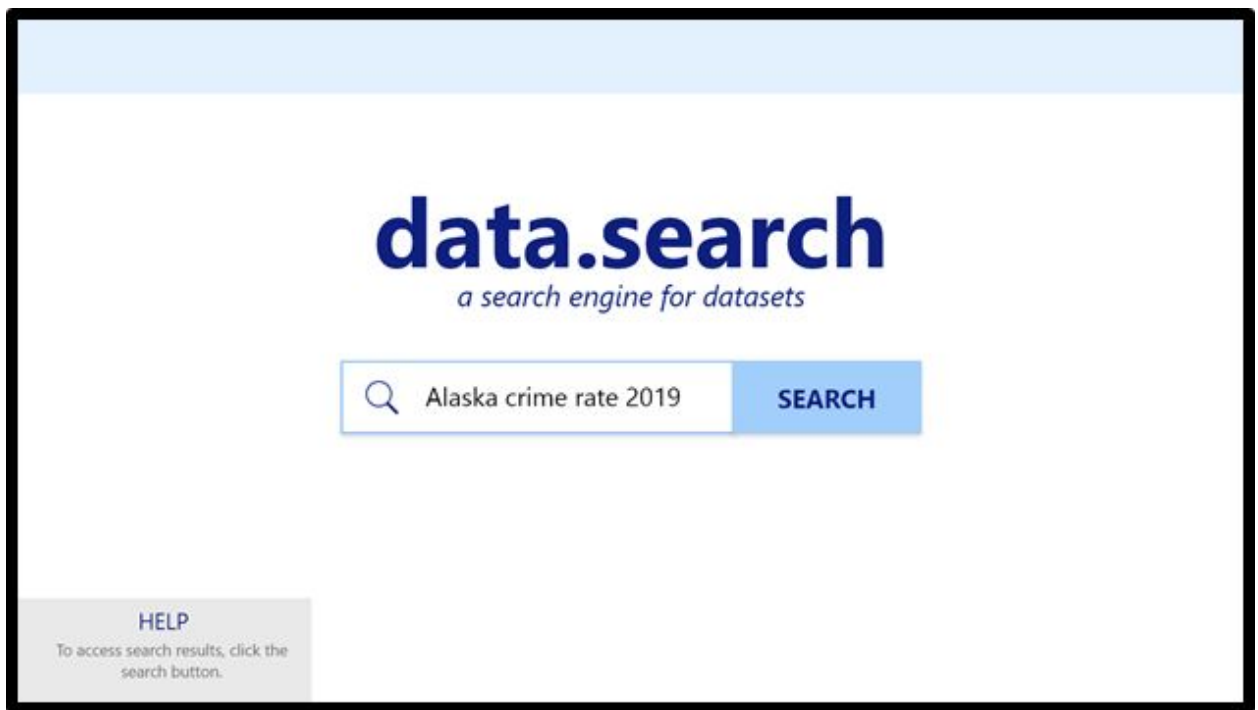 data.search
a search engine for datasets
Alaska crime rate 2019
SEARCH
HELP
To access search results, click the
search button.